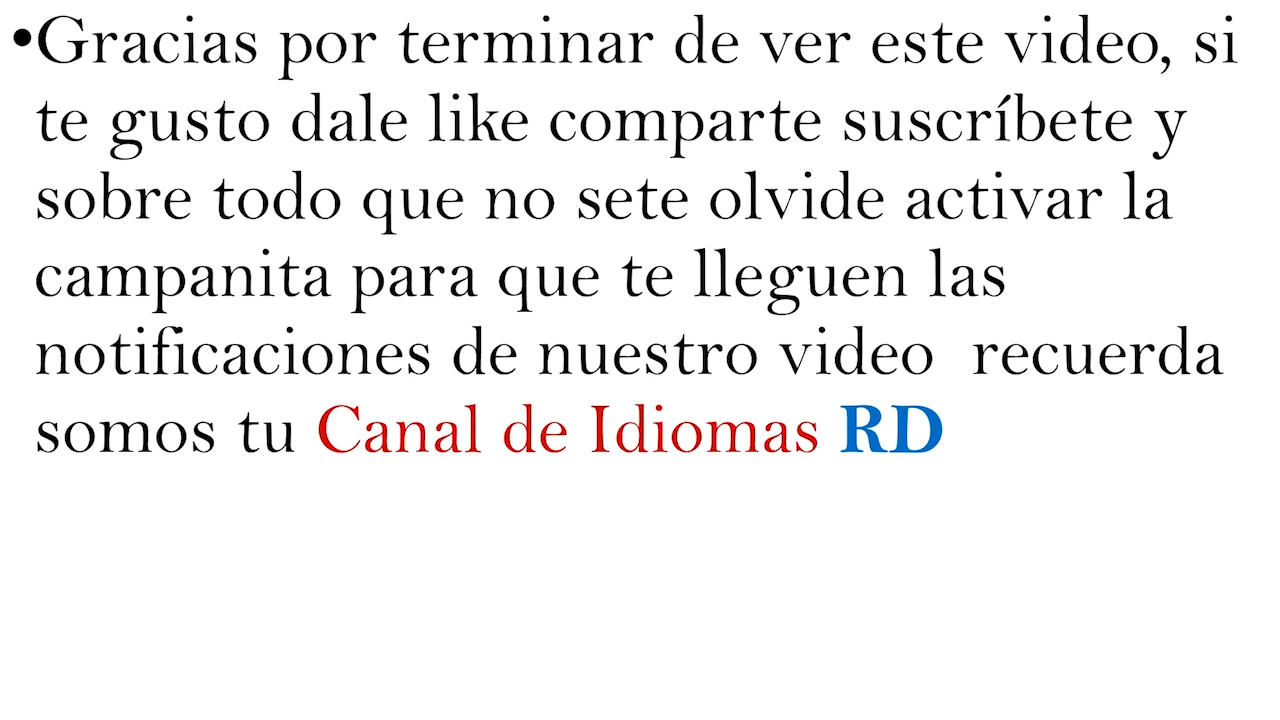 •Gracias por terminar de ver este video, si
te gusto dale like comparte suscríbete y
sobre todo que no sete olvide activar la
campanita para que te lleguen las
notificaciones de nuestro video  recuerda
somos tu Canal de Idiomas RD